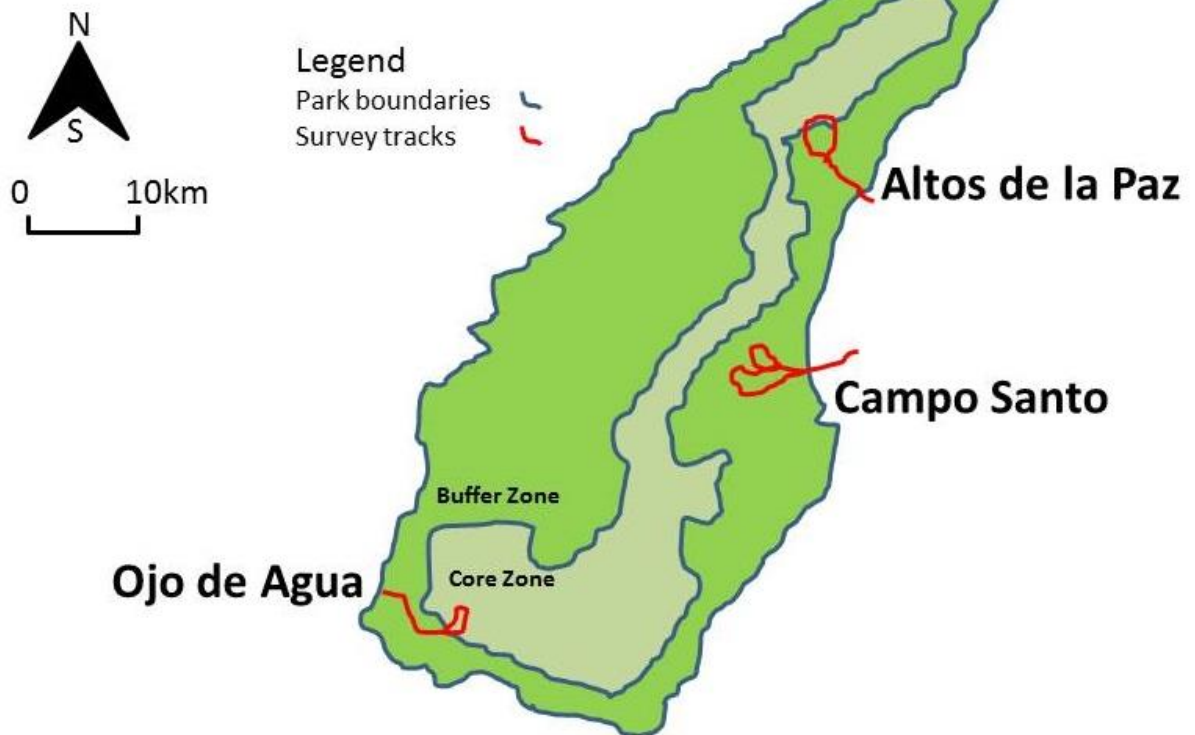 N
S
0 10km
Legend
Park boundaries
Survey tracks
Altos de la Paz
Campo Santo
Buffer Zone
Ojo de Agua
Core Zone